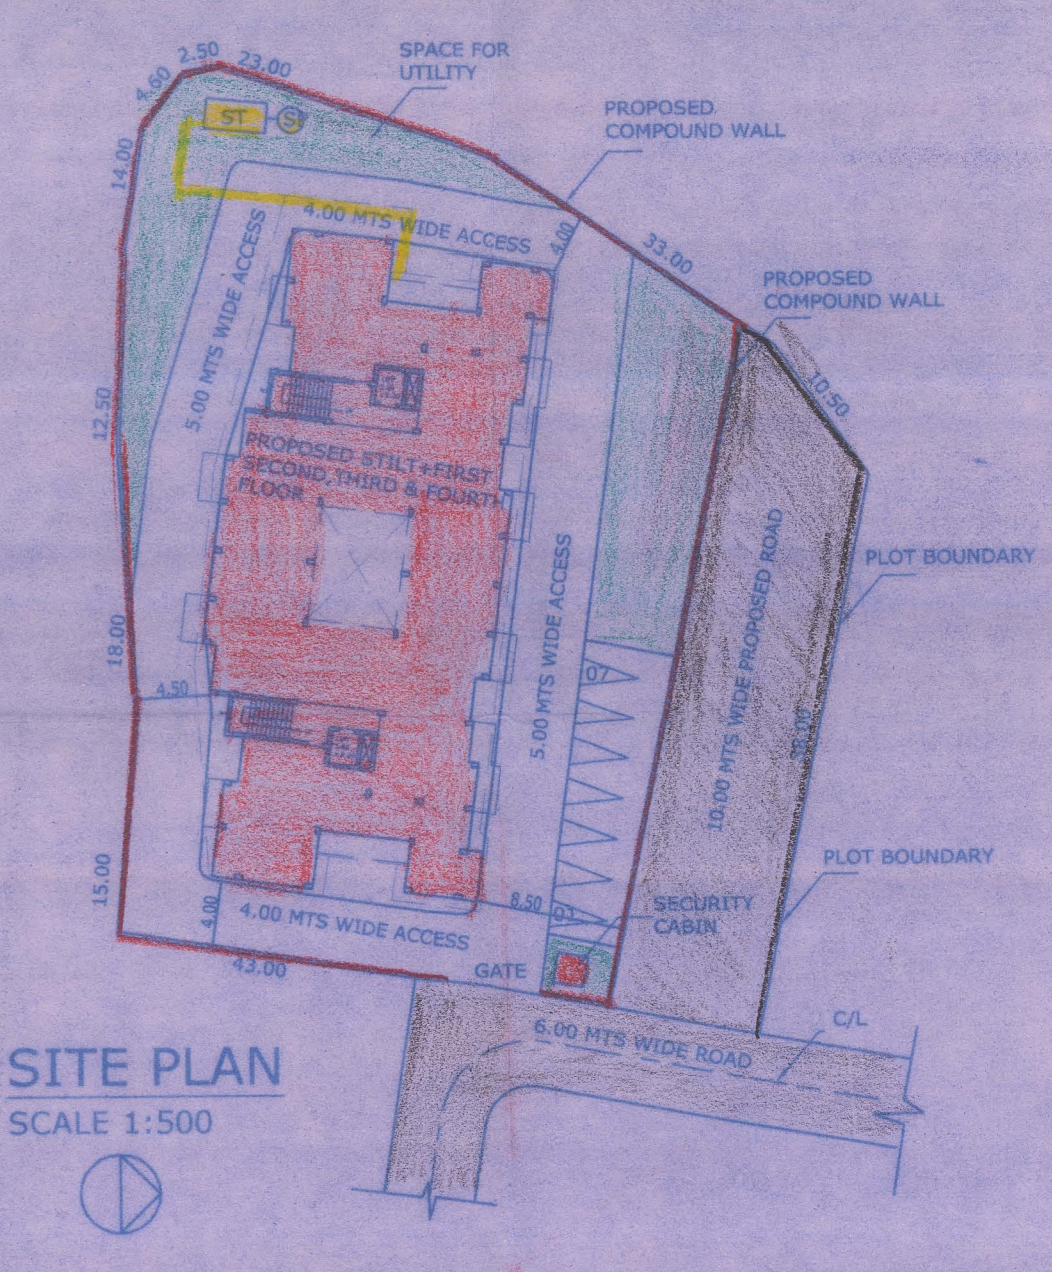 SPACE FOR
UTILITY
2.50
23.00
4.60
PROPOSED
COMPOUND WALL
ST
14.00
4.00 MTS WIDE ACCESS
4.00
33.00
5.00 MTS WIDE ACCESS
PROPOSED
COMPOUND WALL
10.50
12.50
PROPOSED STILT+FIRST
SECOND,THIRD & FOURTH
FLOOR
PLOT BOUNDARY
10.00 MTS WIDE PROPOSED ROAD
5.00 MTS WIDE ACCESS
18.00
07
4.50
PLOT BOUNDARY
15.00
4.00
8.50
01
SECURITY
CABIN
4.00 MTS WIDE ACCESS
43.00
GATE
C/L
6.00 MTS WIDE ROAD
SITE PLAN
SCALE 1:500